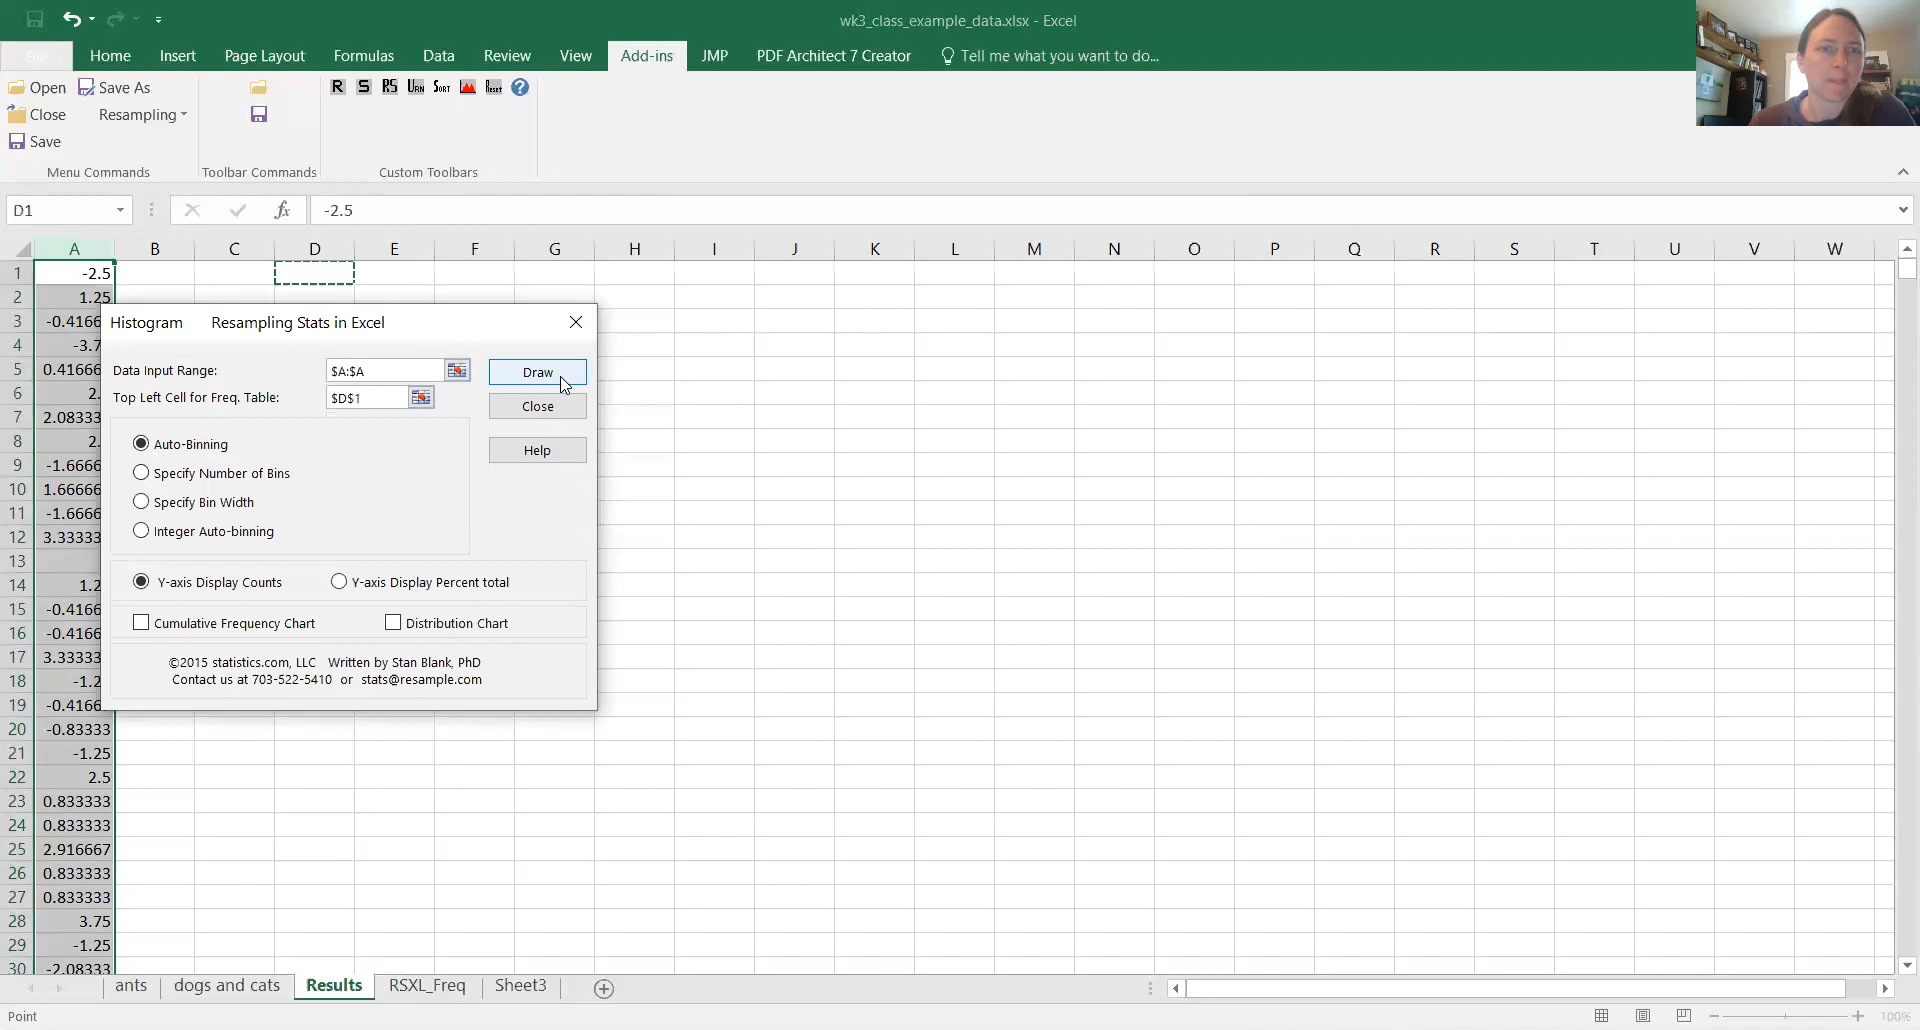 wk3_class_example_data.xlsx - Excel
File Home Insert Page Layout Formulas Data Review View Add-ins JMP PDF Architect 7 Creator Tell me what you want to do...
Open Save As
Close Resampling
Save
R S RS URN SORT RESET ?
Menu Commands Toolbar Commands Custom Toolbars
D1 fx -2.5
A B C D E F G H I J K L M N O P Q R S T U V W
1 -2.5
2 1.25
3 -0.4166
4 -3.7
5 0.41666
6 2.
7 2.08333
8 2.
9 -1.6666
10 1.66666
11 -1.6666
12 3.33333
13
14 1.2
15 -0.4166
16 -0.4166
17 3.33333
18 -1.2
19 -0.4166
20 -0.83333
21 -1.25
22 2.5
23 0.833333
24 0.833333
25 2.916667
26 0.833333
27 0.833333
28 3.75
29 -1.25
30 -2.08333
Histogram Resampling Stats in Excel
Data Input Range: $A:$A Draw
Top Left Cell for Freq. Table: $D$1 Close
Help
Auto-Binning
Specify Number of Bins
Specify Bin Width
Integer Auto-binning
Y-axis Display Counts Y-axis Display Percent total
Cumulative Frequency Chart Distribution Chart
©2015 statistics.com, LLC Written by Stan Blank, PhD
Contact us at 703-522-5410 or stats@resample.com
ants dogs and cats Results RSXL_Freq Sheet3
Point 100%